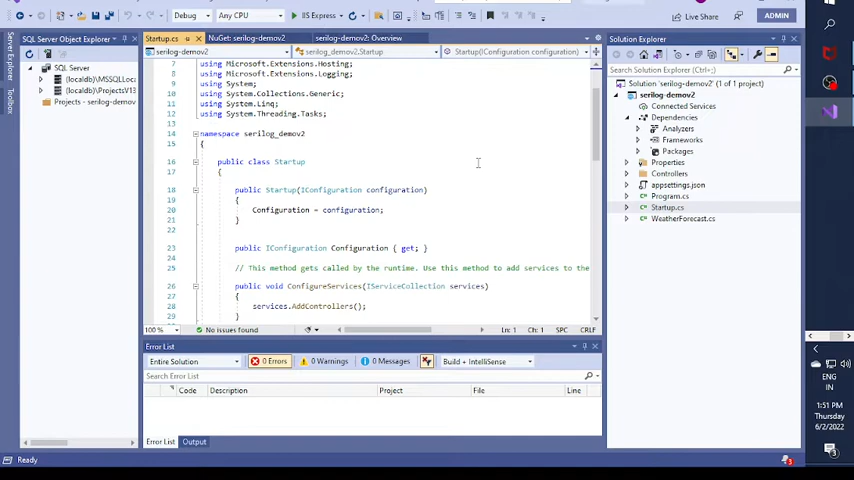 Debug
Any CPU
IIS Express
Live Share
ADMIN
SQL Server Object Explorer
Startup.cs
NuGet: serilog-demov2
serilog-demov2: Overview
Solution Explorer
SQL Server Explorer
Toolbox
serilog-demov2
serilog_demov2.Startup
Startup(IConfiguration configuration)
SQL Server
(localdb)\MSSQLLoca
(localdb)\ProjectsV13
Projects - serilog-demov
7 using Microsoft.Extensions.Hosting;
8 using Microsoft.Extensions.Logging;
9 using System;
10 using System.Collections.Generic;
11 using System.Linq;
12 using System.Threading.Tasks;
13
14 namespace serilog_demov2
15 {
16 public class Startup
17 {
18 public Startup(IConfiguration configuration)
19 {
20 Configuration = configuration;
21 }
22
23 public IConfiguration Configuration { get; }
24
25 // This method gets called by the runtime. Use this method to add services to the
26 public void ConfigureServices(IServiceCollection services)
27 {
28 services.AddControllers();
29 }
100 %
No issues found
Ln: 1
Ch: 1
SPC
CRLF
Search Solution Explorer (Ctrl+;)
Solution 'serilog-demov2' (1 of 1 project)
serilog-demov2
Connected Services
Dependencies
Analyzers
Frameworks
Packages
Properties
Controllers
appsettings.json
Program.cs
Startup.cs
WeatherForecast.cs
Error List
Entire Solution
0 Errors
0 Warnings
0 Messages
Build + IntelliSense
Search Error List
Code
Description
Project
File
Line
Error List
Output
Ready
ENG
IN
1:51 PM
Thursday
6/2/2022
3
3